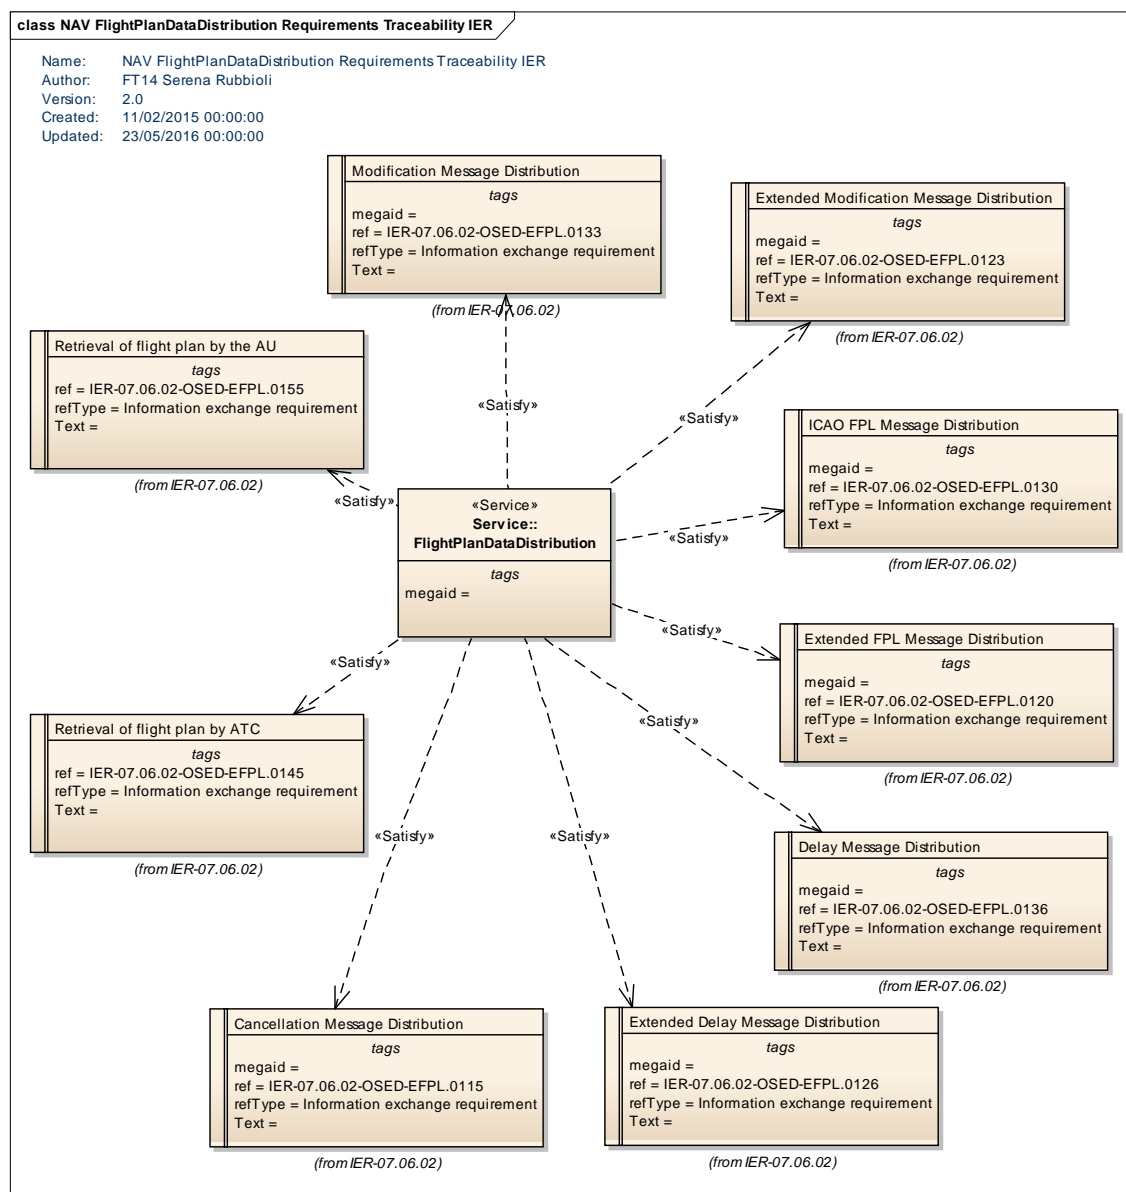 class NAV FlightPlanDataDistribution Requirements Traceability IER
Name: NAV FlightPlanDataDistribution Requirements Traceability IER
Author: FT14 Serena Rubbioli
Version: 2.0
Created: 11/02/2015 00:00:00
Updated: 23/05/2016 00:00:00
Modification Message Distribution
tags
megaid =
ref = IER-07.06.02-OSED-EFPL.0133
refType = Information exchange requirement
Text =
(from IER-07.06.02)
Extended Modification Message Distribution
tags
megaid =
ref = IER-07.06.02-OSED-EFPL.0123
refType = Information exchange requirement
Text =
(from IER-07.06.02)
Retrieval of flight plan by the AU
tags
ref = IER-07.06.02-OSED-EFPL.0155
refType = Information exchange requirement
Text =
(from IER-07.06.02)
«Satisfy»
«Satisfy»
ICAO FPL Message Distribution
tags
megaid =
ref = IER-07.06.02-OSED-EFPL.0130
refType = Information exchange requirement
Text =
(from IER-07.06.02)
«Satisfy»
«Service»
Service::
FlightPlanDataDistribution
tags
megaid =
«Satisfy»
«Satisfy»
Extended FPL Message Distribution
tags
megaid =
ref = IER-07.06.02-OSED-EFPL.0120
refType = Information exchange requirement
Text =
(from IER-07.06.02)
«Satisfy»
«Satisfy»
Retrieval of flight plan by ATC
tags
ref = IER-07.06.02-OSED-EFPL.0145
refType = Information exchange requirement
Text =
(from IER-07.06.02)
«Satisfy»
«Satisfy»
Delay Message Distribution
tags
megaid =
ref = IER-07.06.02-OSED-EFPL.0136
refType = Information exchange requirement
Text =
(from IER-07.06.02)
Cancellation Message Distribution
tags
megaid =
ref = IER-07.06.02-OSED-EFPL.0115
refType = Information exchange requirement
Text =
(from IER-07.06.02)
Extended Delay Message Distribution
tags
megaid =
ref = IER-07.06.02-OSED-EFPL.0126
refType = Information exchange requirement
Text =
(from IER-07.06.02)